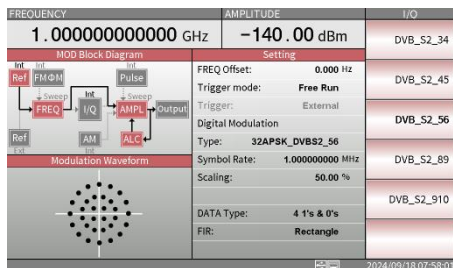 FREQUENCY AMPLITUDE I/Q
1.000000000000 GHz −140.00 dBm
DVB_S2_34
MOD Block Diagram
Setting
Int Int Int
Ref FMΦM Pulse
Sweep Int Sweep
FREQ I/Q AMPL Output
Ref AM ALC
Ext Int
Modulation Waveform
FREQ Offset: 0.000 Hz
Trigger mode: Free Run
Trigger: External
Digital Modulation
Type: 32APSK_DVBS2_56
Symbol Rate: 1.000000000 MHz
Scaling: 50.00 %
DATA Type: 4 1's & 0's
FIR: Rectangle
DVB_S2_45
DVB_S2_56
DVB_S2_89
DVB_S2_910
2024/09/18 07:58:01